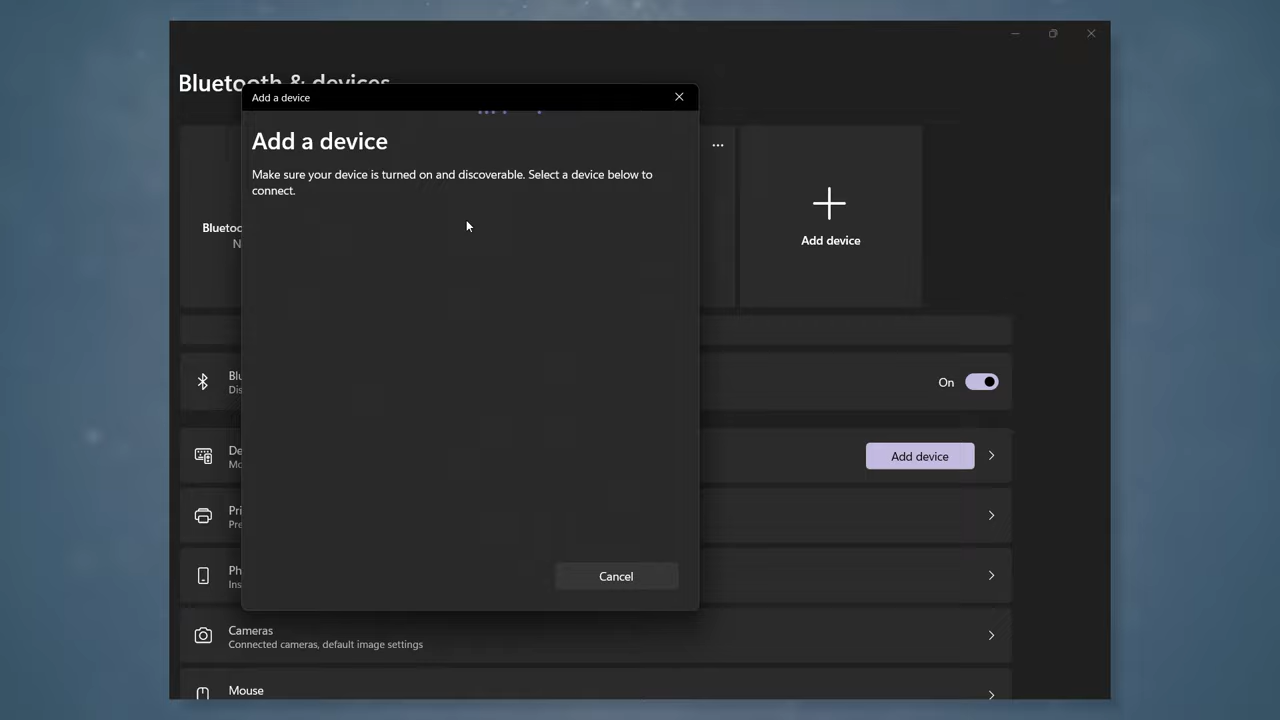 Bluetooth & devices
Add a device
Add a device
Make sure your device is turned on and discoverable. Select a device below to
connect.
Add device
On
Add device
Cancel
Cameras
Connected cameras, default image settings
Mouse